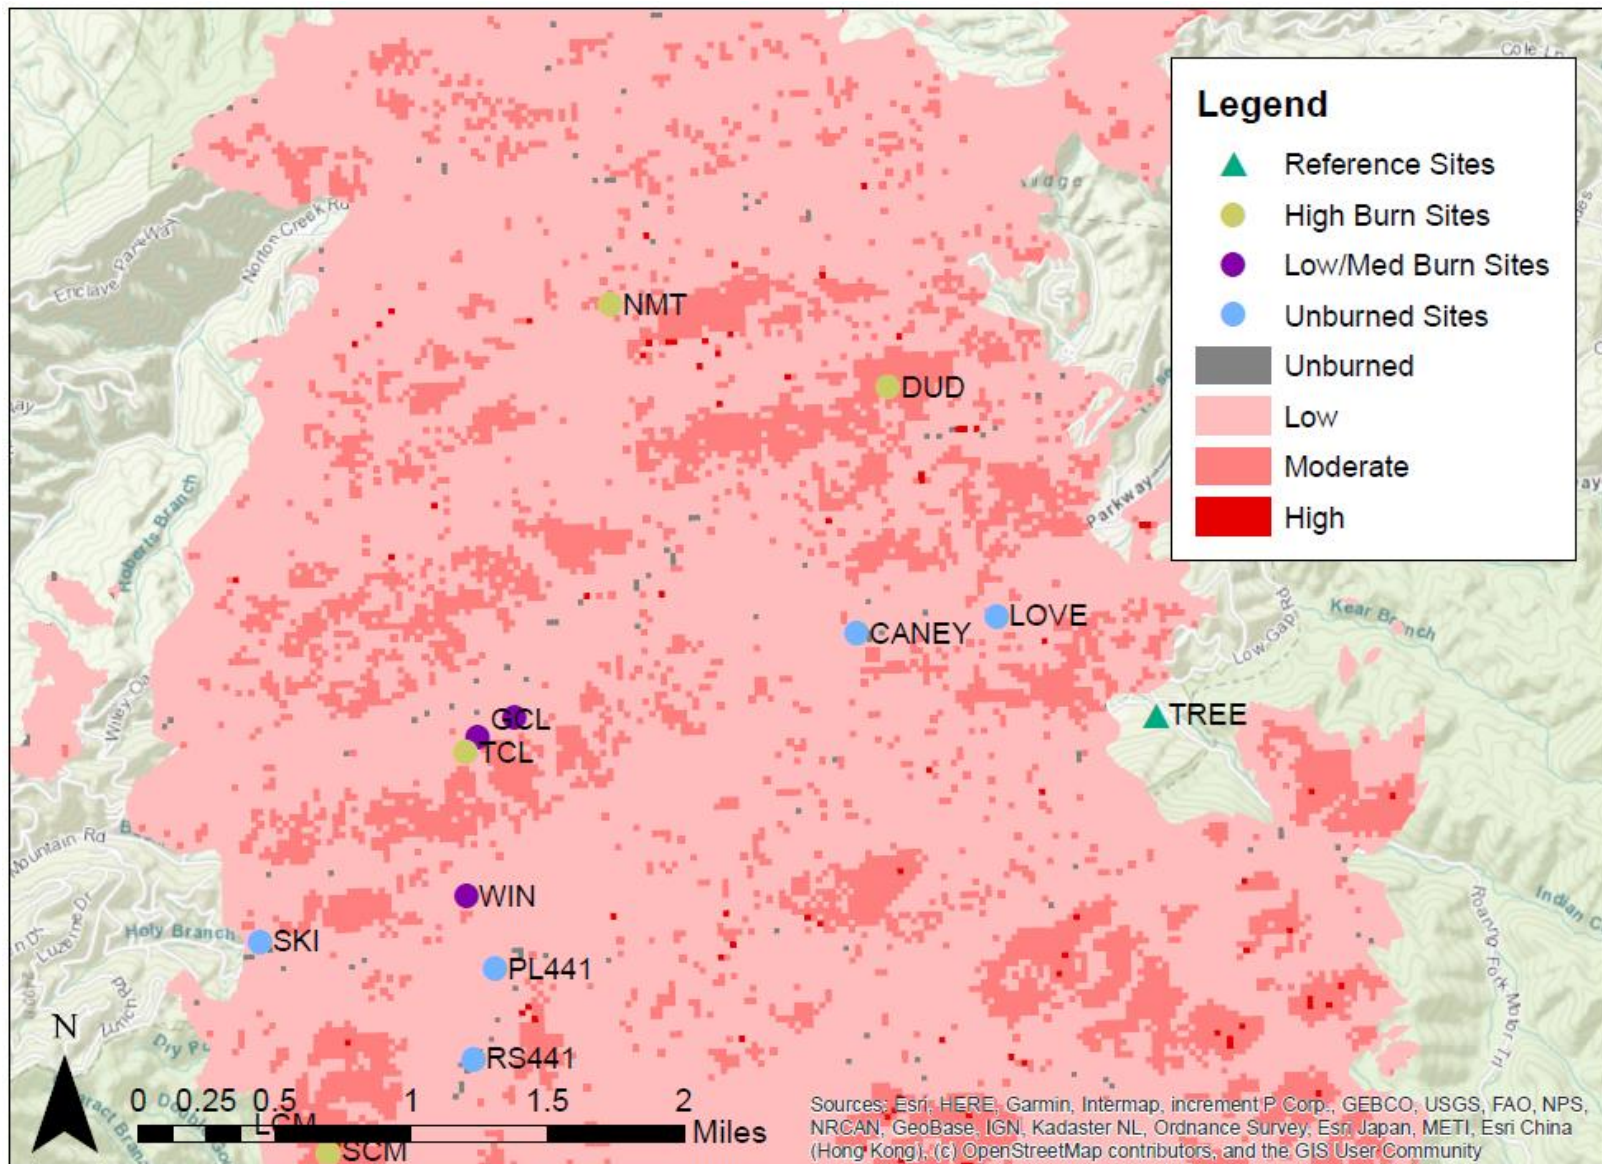 Cole Ln
Legend
Reference Sites
High Burn Sites
Low/Med Burn Sites
Unburned Sites
Unburned
Low
Moderate
High
Enclave Parkway
Norton Creek Rd
NMT
DUD
Parkway
Roberts Branch
Kear Branch
Low Gap Rd
LOVE
CANEY
Wiley Oa
GCL
TCL
TREE
Mountain Rd
WIN
Roaring Fork Motor Trl
Indian C
Luzerne Dr
Holy Branch
SKI
PL441
Dry P
RS441
N
0 0.25 0.5 1 1.5 2
Miles
LCM
SCM
Sources: Esri, HERE, Garmin, Intermap, increment P Corp., GEBCO, USGS, FAO, NPS,
NRCAN, GeoBase, IGN, Kadaster NL, Ordnance Survey, Esri Japan, METI, Esri China
(Hong Kong), (c) OpenStreetMap contributors, and the GIS User Community